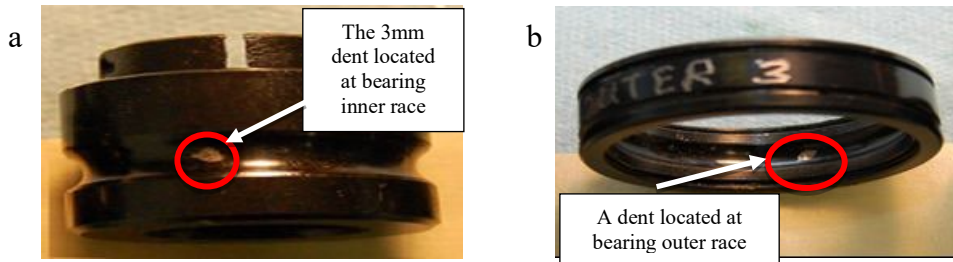 a
The 3mm
dent located
at bearing
inner race
b
OUTER 3
A dent located at
bearing outer race